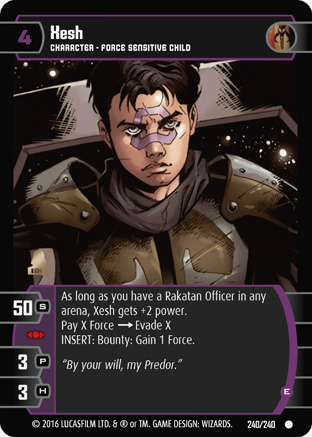 4
Xesh
CHARACTER - FORCE SENSITIVE CHILD
50 S
As long as you have a Rakatan Officer in any
arena, Xesh gets +2 power.
Pay X Force → Evade X
INSERT: Bounty: Gain 1 Force.
3 P
"By your will, my Predor."
3 H
E
© 2016 LUCASFILM LTD. & ® or TM. GAME DESIGN: WIZARDS. 240/240